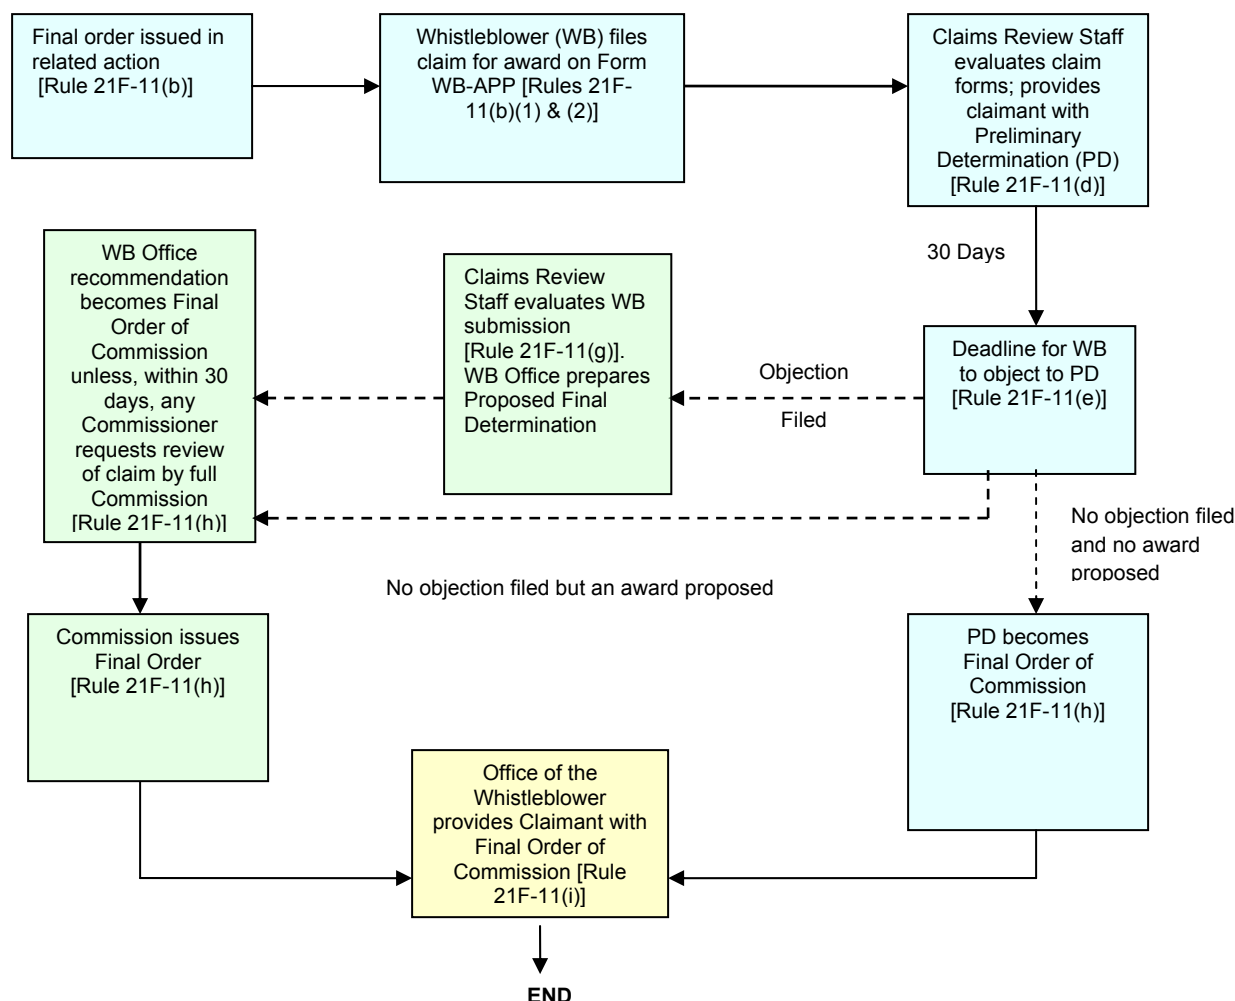 Final order issued in
related action
[Rule 21F-11(b)]
Whistleblower (WB) files
claim for award on Form
WB-APP [Rules 21F-
11(b)(1) & (2)]
Claims Review Staff
evaluates claim
forms; provides
claimant with
Preliminary
Determination (PD)
[Rule 21F-11(d)]
30 Days
WB Office
recommendation
becomes Final
Order of
Commission
unless, within 30
days, any
Commissioner
requests review
of claim by full
Commission
[Rule 21F-11(h)]
Claims Review
Staff evaluates WB
submission
[Rule 21F-11(g)].
WB Office prepares
Proposed Final
Determination
Objection
Filed
Deadline for WB
to object to PD
[Rule 21F-11(e)]
No objection filed
and no award
proposed
No objection filed but an award proposed
Commission issues
Final Order
[Rule 21F-11(h)]
PD becomes
Final Order of
Commission
[Rule 21F-11(h)]
Office of the
Whistleblower
provides Claimant with
Final Order of
Commission [Rule
21F-11(i)]
END